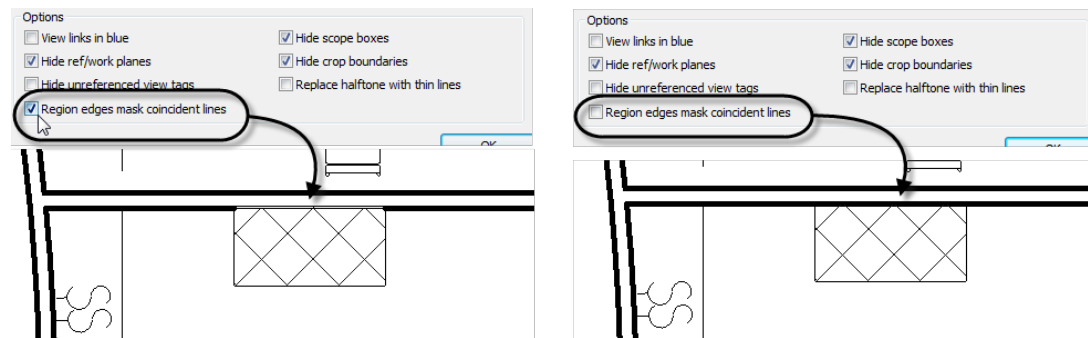 Options
View links in blue
Hide scope boxes
Hide ref/work planes
Hide crop boundaries
Hide unreferenced view tags
Replace halftone with thin lines
Region edges mask coincident lines
OK
Options
View links in blue
Hide scope boxes
Hide ref/work planes
Hide crop boundaries
Hide unreferenced view tags
Replace halftone with thin lines
Region edges mask coincident lines